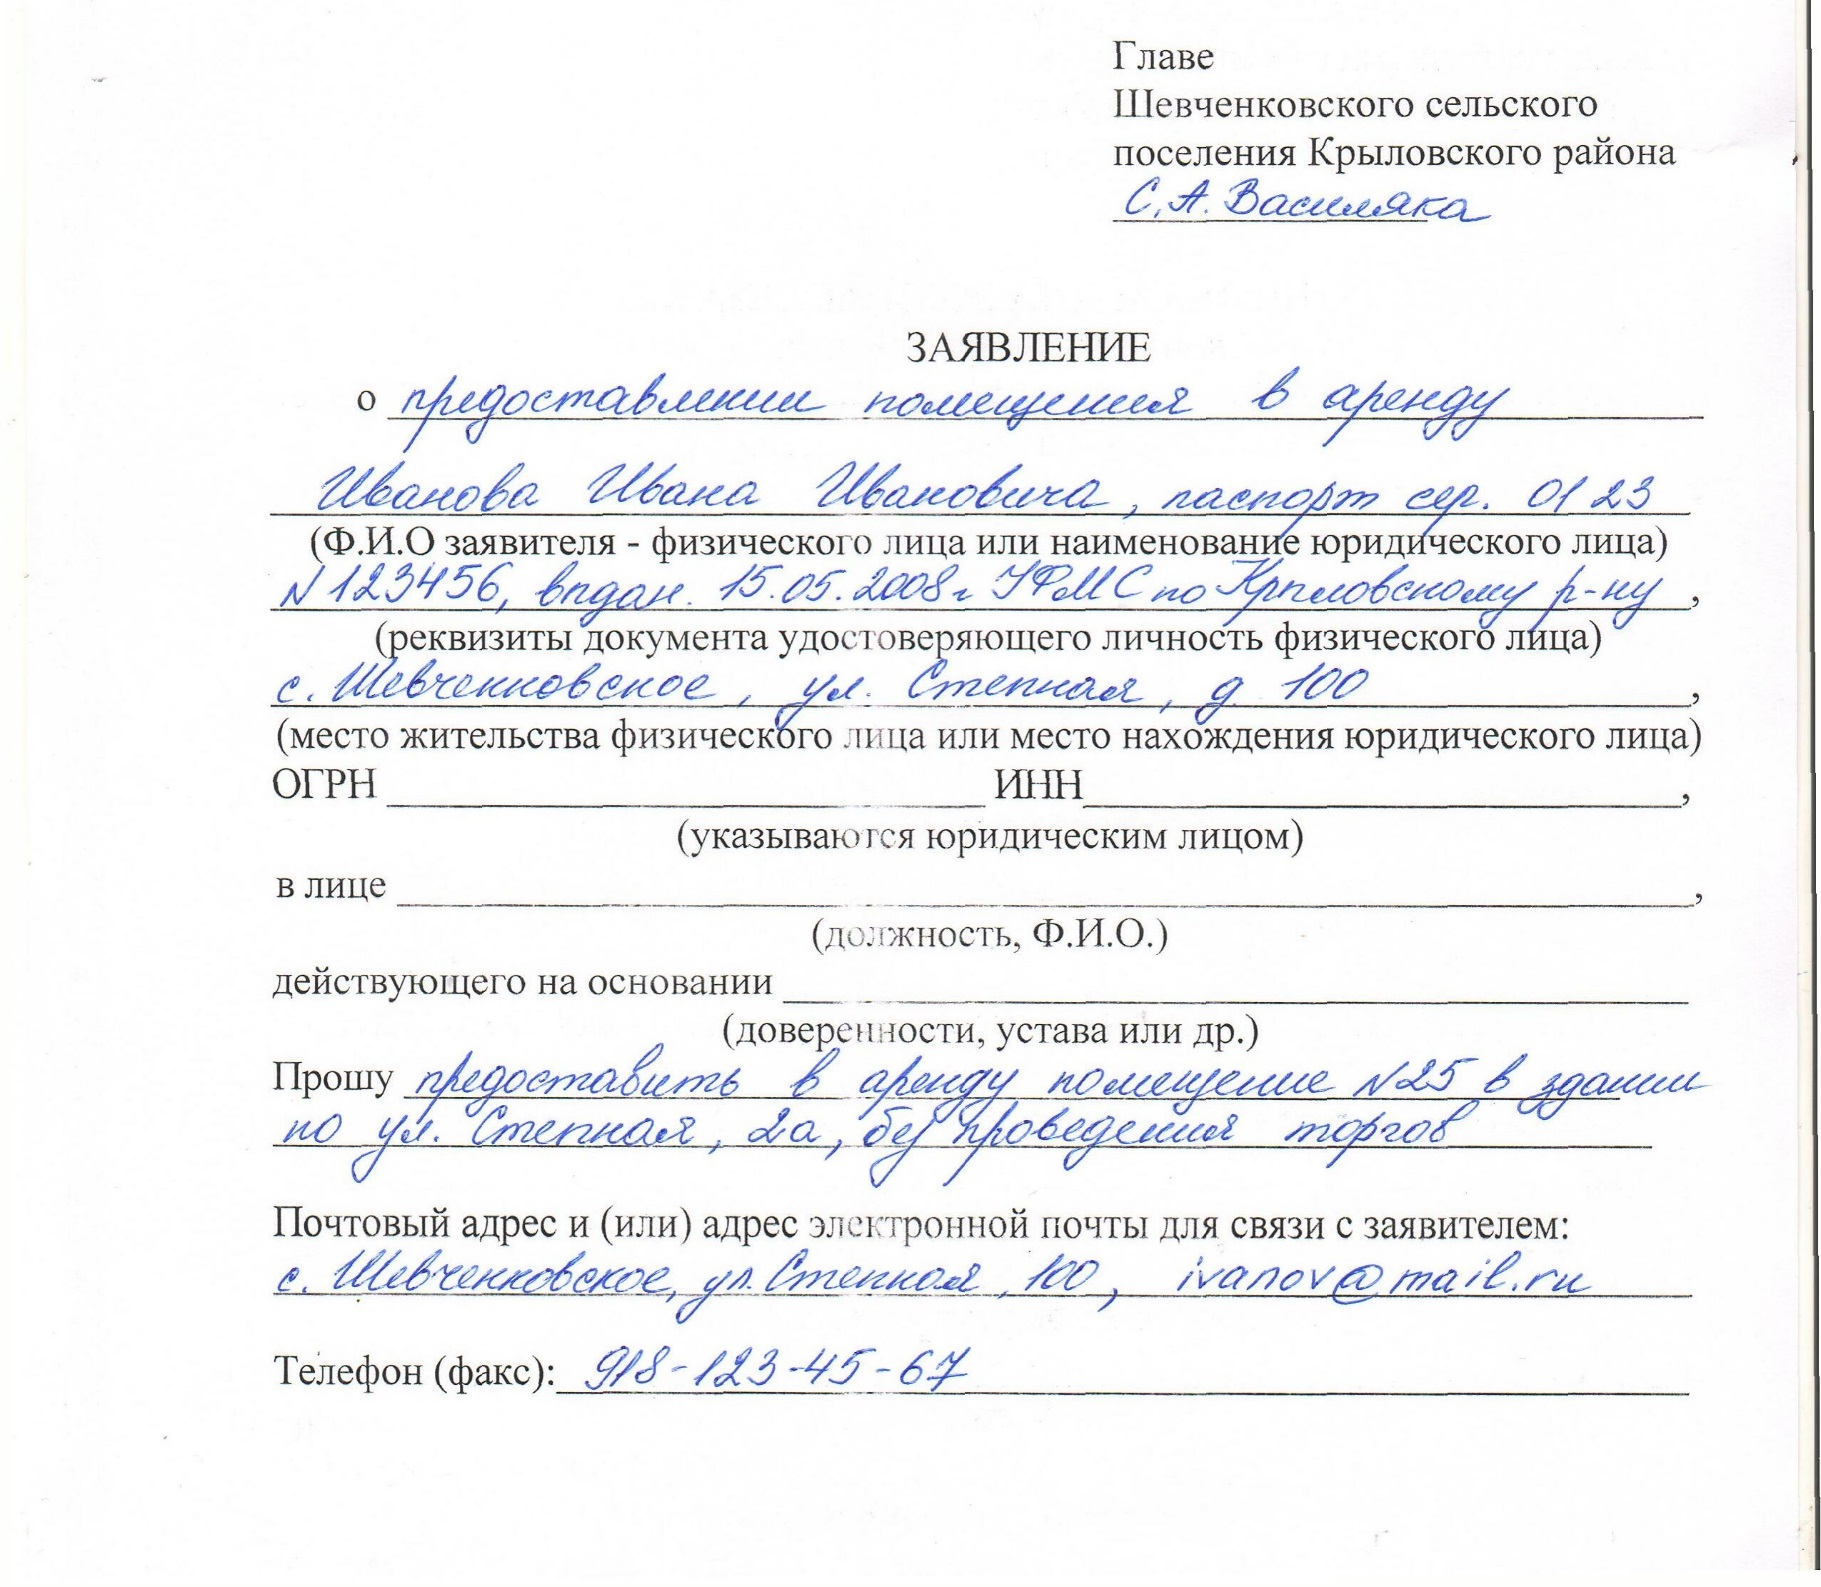 Главе
Шевченковского сельского
поселения Крыловского района
С.А. Василяка
ЗАЯВЛЕНИЕ
о предоставлении помещения в аренду
Иванова Ивана Ивановича, паспорт сер. 01 23
(Ф.И.О заявителя - физического лица или наименование юридического лица)
N 123456, выдан. 15.05.2008 г УФМС по Крыловскому р-ну,
(реквизиты документа удостоверяющего личность физического лица)
с. Шевченковское, ул. Степная, д 100,
(место жительства физического лица или место нахождения юридического лица)
ОГРН ИНН,
(указываются юридическим лицом)
в лице ,
(должность, Ф.И.О.)
действующего на основании
(доверенности, устава или др.)
Прошу предоставить в аренду помещение N25 в здании
по ул. Степная, 2а, без проведения торгов
Почтовый адрес и (или) адрес электронной почты для связи с заявителем:
с. Шевченковское, ул. Степная, 100, ivanov@mail.ru
Телефон (факс): 918-123-45-67